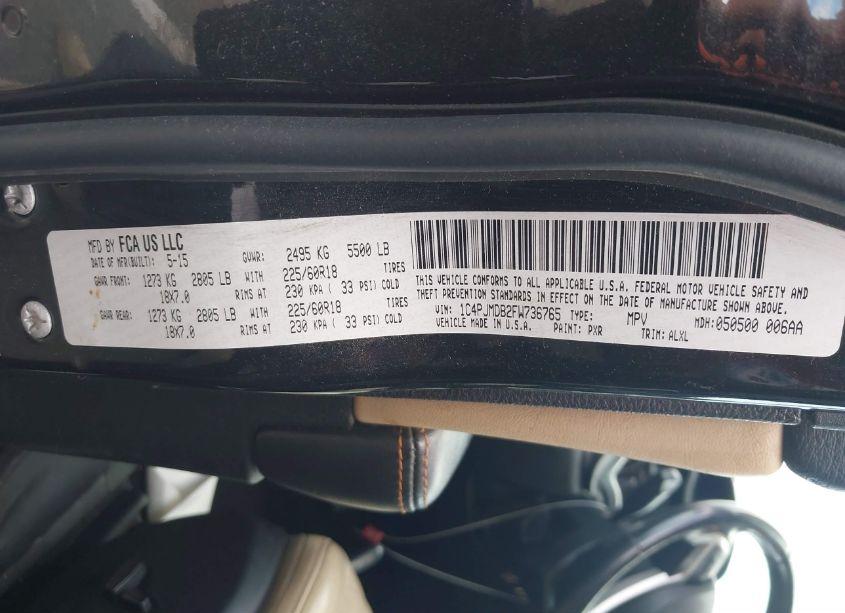 MFD BY FCA US LLC
DATE OF MFR(BUILT): 5-15 GVWR: 2495 KG 5500 LB
GAWR FRONT: 1273 KG 2805 LB WITH 225/60R18 TIRES
18X7.0 RIMS AT 230 KPA ( 33 PSI) COLD
GAWR REAR: 1273 KG 2805 LB WITH 225/60R18 TIRES
18X7.0 RIMS AT 230 KPA ( 33 PSI) COLD
THIS VEHICLE CONFORMS TO ALL APPLICABLE U.S.A. FEDERAL MOTOR VEHICLE SAFETY AND
THEFT PREVENTION STANDARDS IN EFFECT ON THE DATE OF MANUFACTURE SHOWN ABOVE.
VIN: 1C4PJMDB2FW736765 TYPE: MPV MDH: 050500 006AA
VEHICLE MADE IN U.S.A. PAINT: PXR TRIM: ALXL